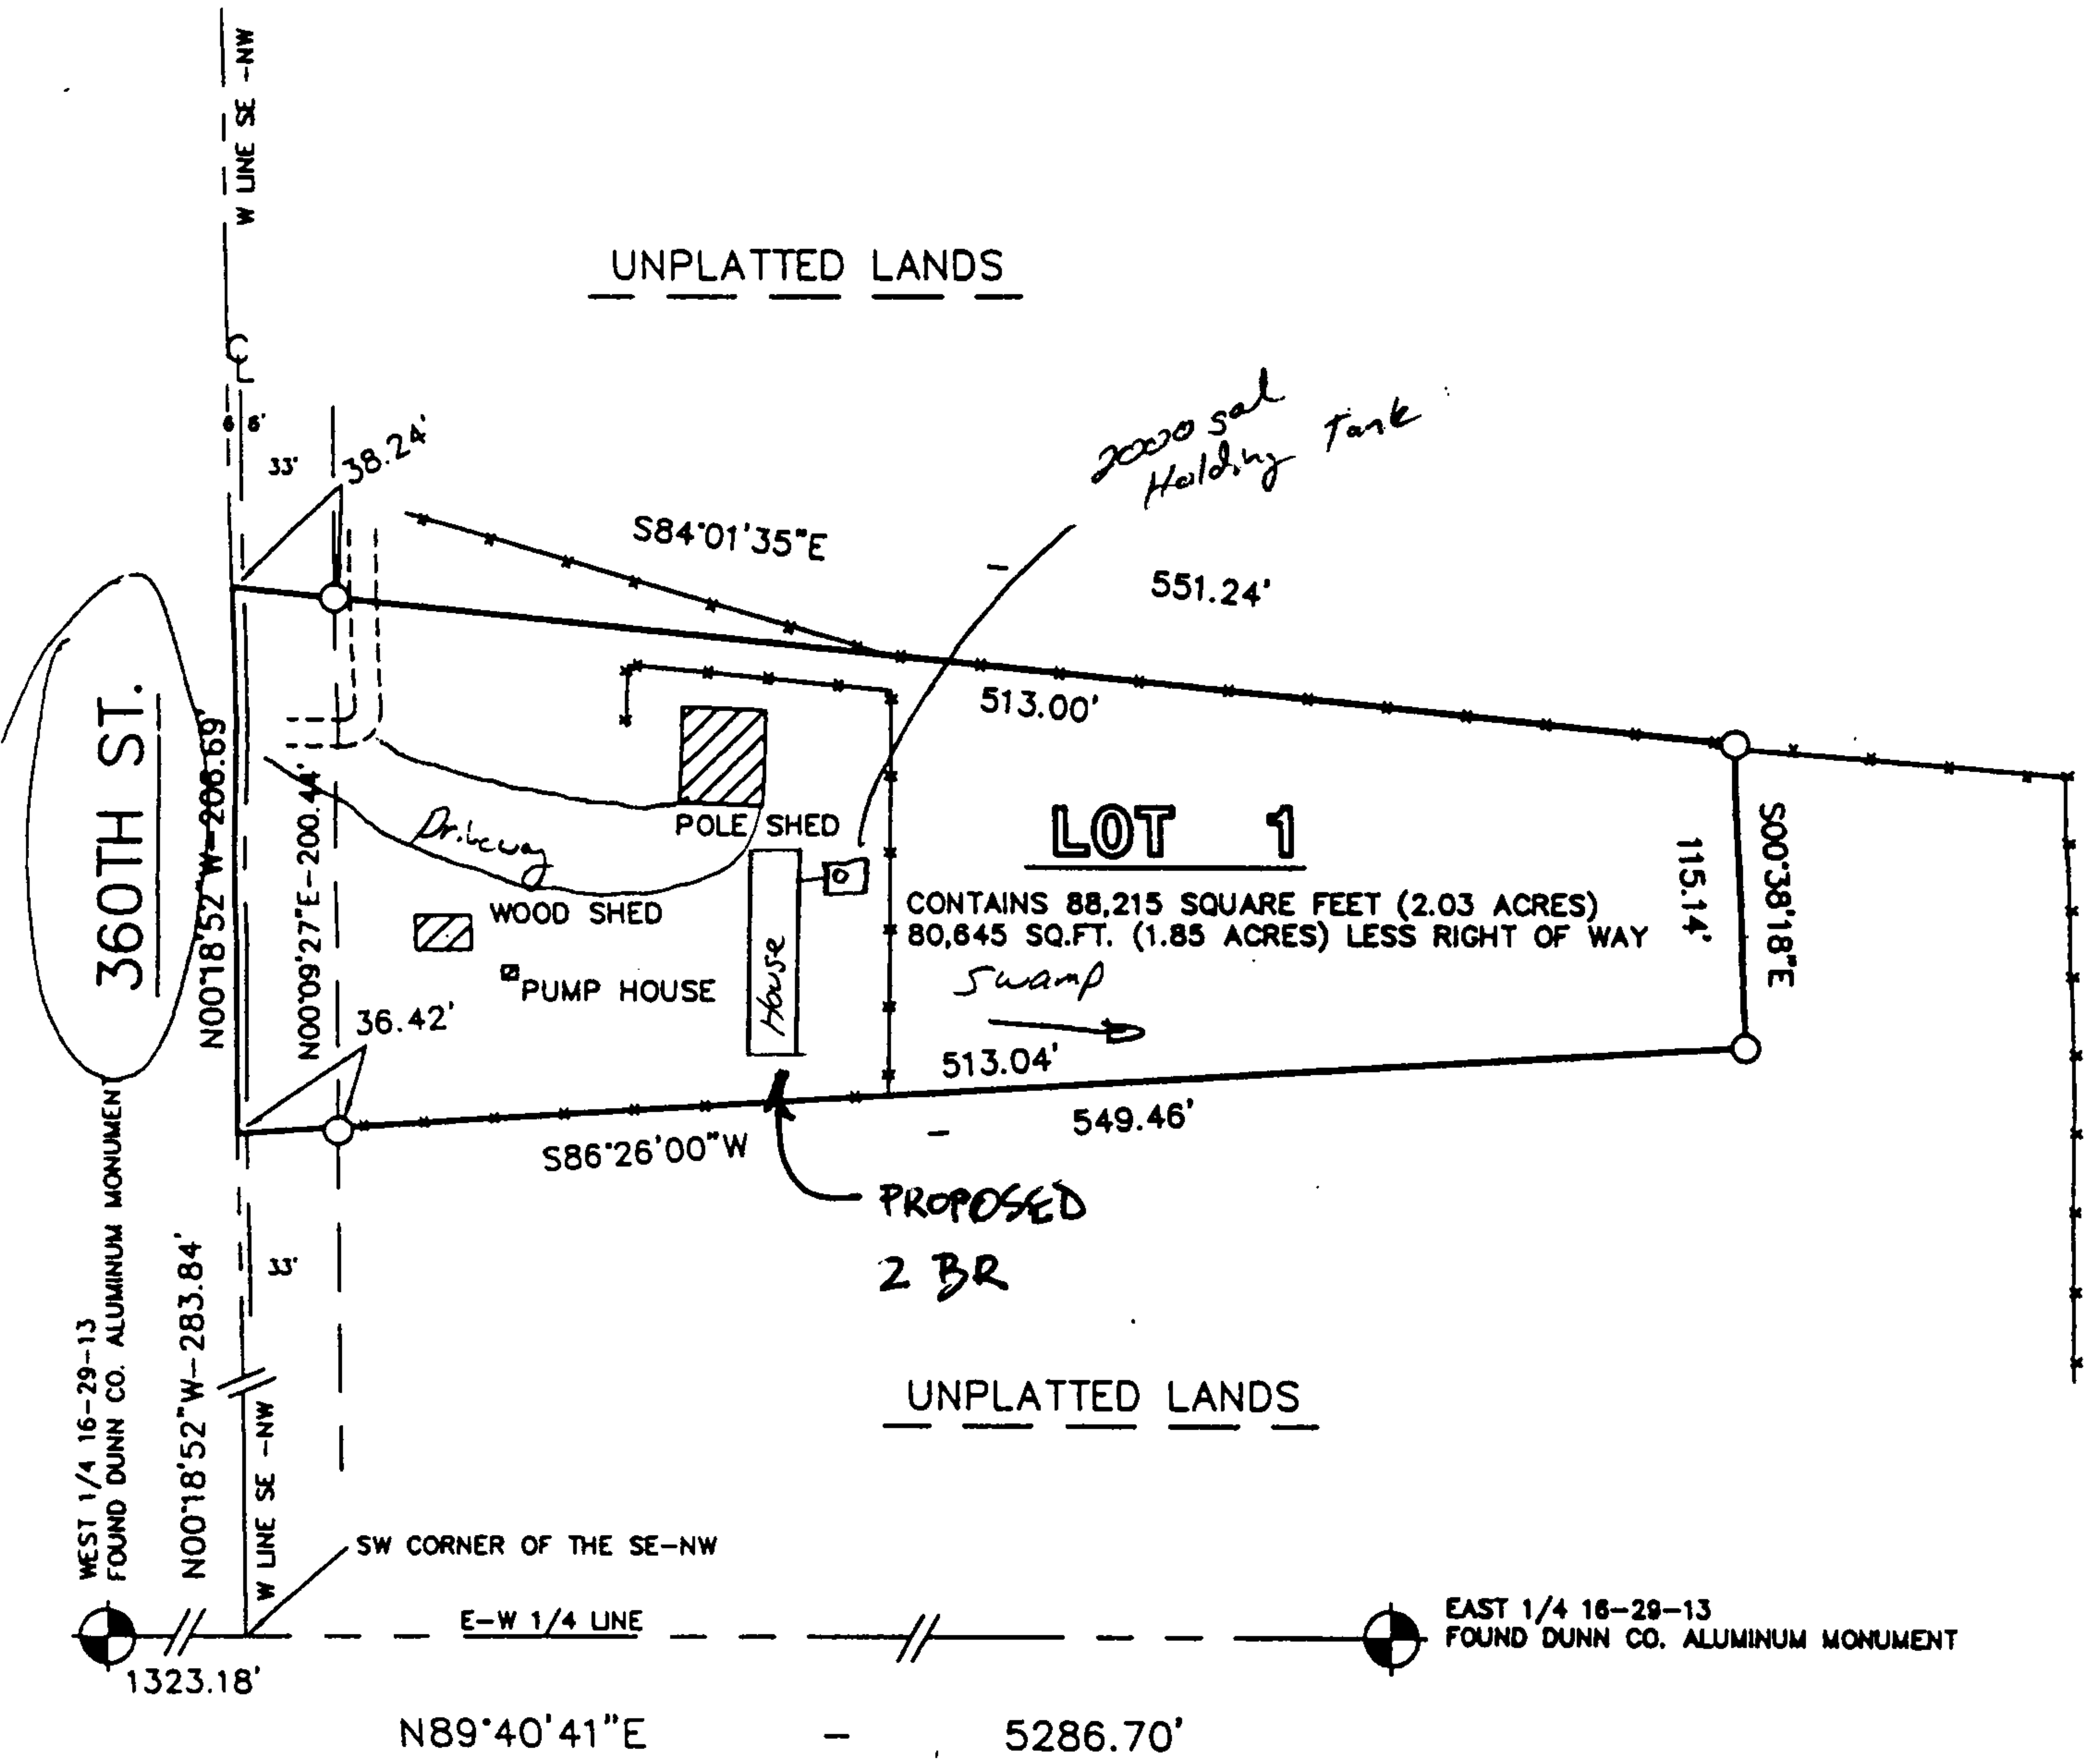 W LINE SE -NW
UNPLATTED LANDS
6 6'
33'
38.24'
2000 gal
Holding Tank
S84°01'35"E - 551.24'
513.00'
360TH ST.
N00°18'52"W-206.69'
N00°09'27"E-200.44'
Driveway
POLE SHED
LOT 1
WOOD SHED
CONTAINS 88,215 SQUARE FEET (2.03 ACRES)
80,645 SQ.FT. (1.85 ACRES) LESS RIGHT OF WAY
115.14'
S00°38'18"E
PUMP HOUSE
House
Swamp
36.42'
513.04'
S86°26'00"W - 549.46'
PROPOSED
2 BR
33'
WEST 1/4 16-29-13
FOUND DUNN CO. ALUMINUM MONUMENT
N00°18'52"W-283.84'
W LINE SE -NW
UNPLATTED LANDS
SW CORNER OF THE SE-NW
E-W 1/4 LINE
EAST 1/4 16-29-13
FOUND DUNN CO. ALUMINUM MONUMENT
1323.18'
N89°40'41"E - 5286.70'